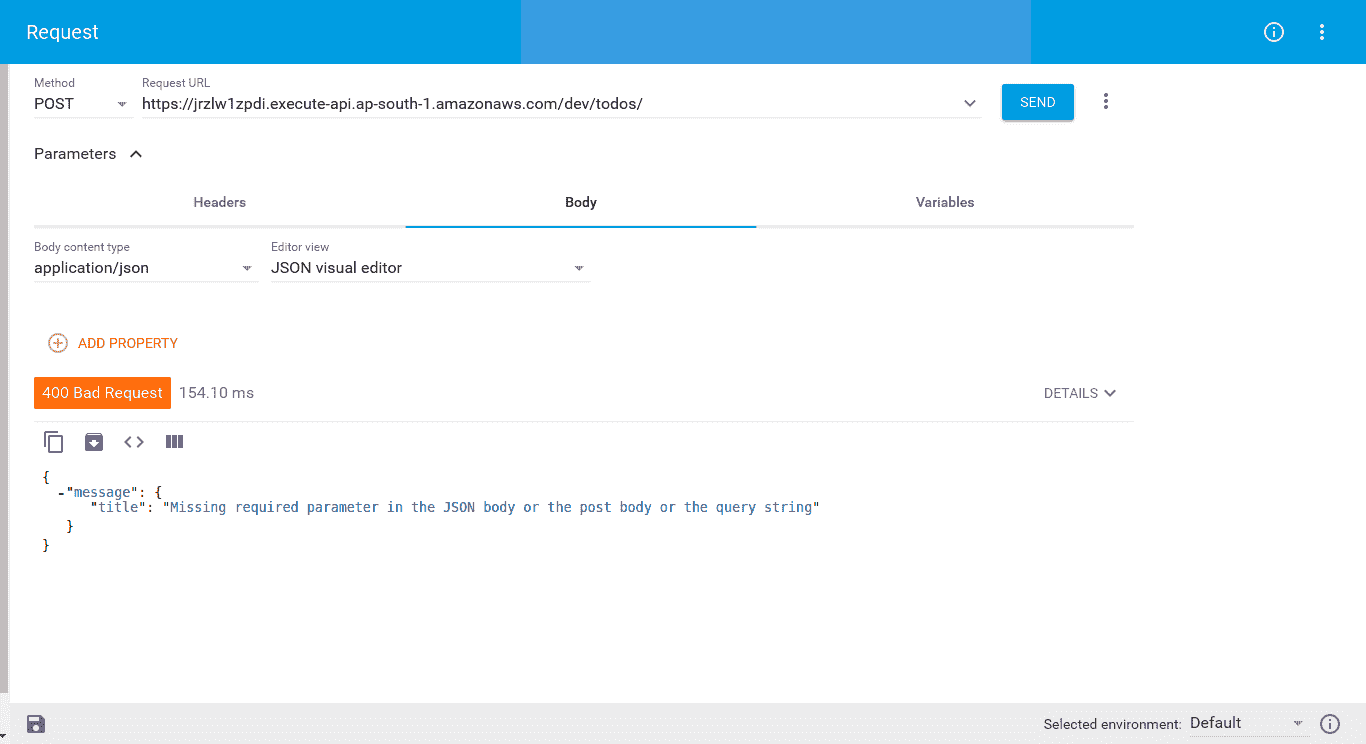 Request
Method
Request URL
POST
https://jrzlw1zpdi.execute-api.ap-south-1.amazonaws.com/dev/todos/
SEND
Parameters
Headers
Body
Variables
Body content type
Editor view
application/json
JSON visual editor
ADD PROPERTY
400 Bad Request
154.10 ms
DETAILS
{
-"message": {
"title": "Missing required parameter in the JSON body or the post body or the query string"
}
}
Selected environment: Default